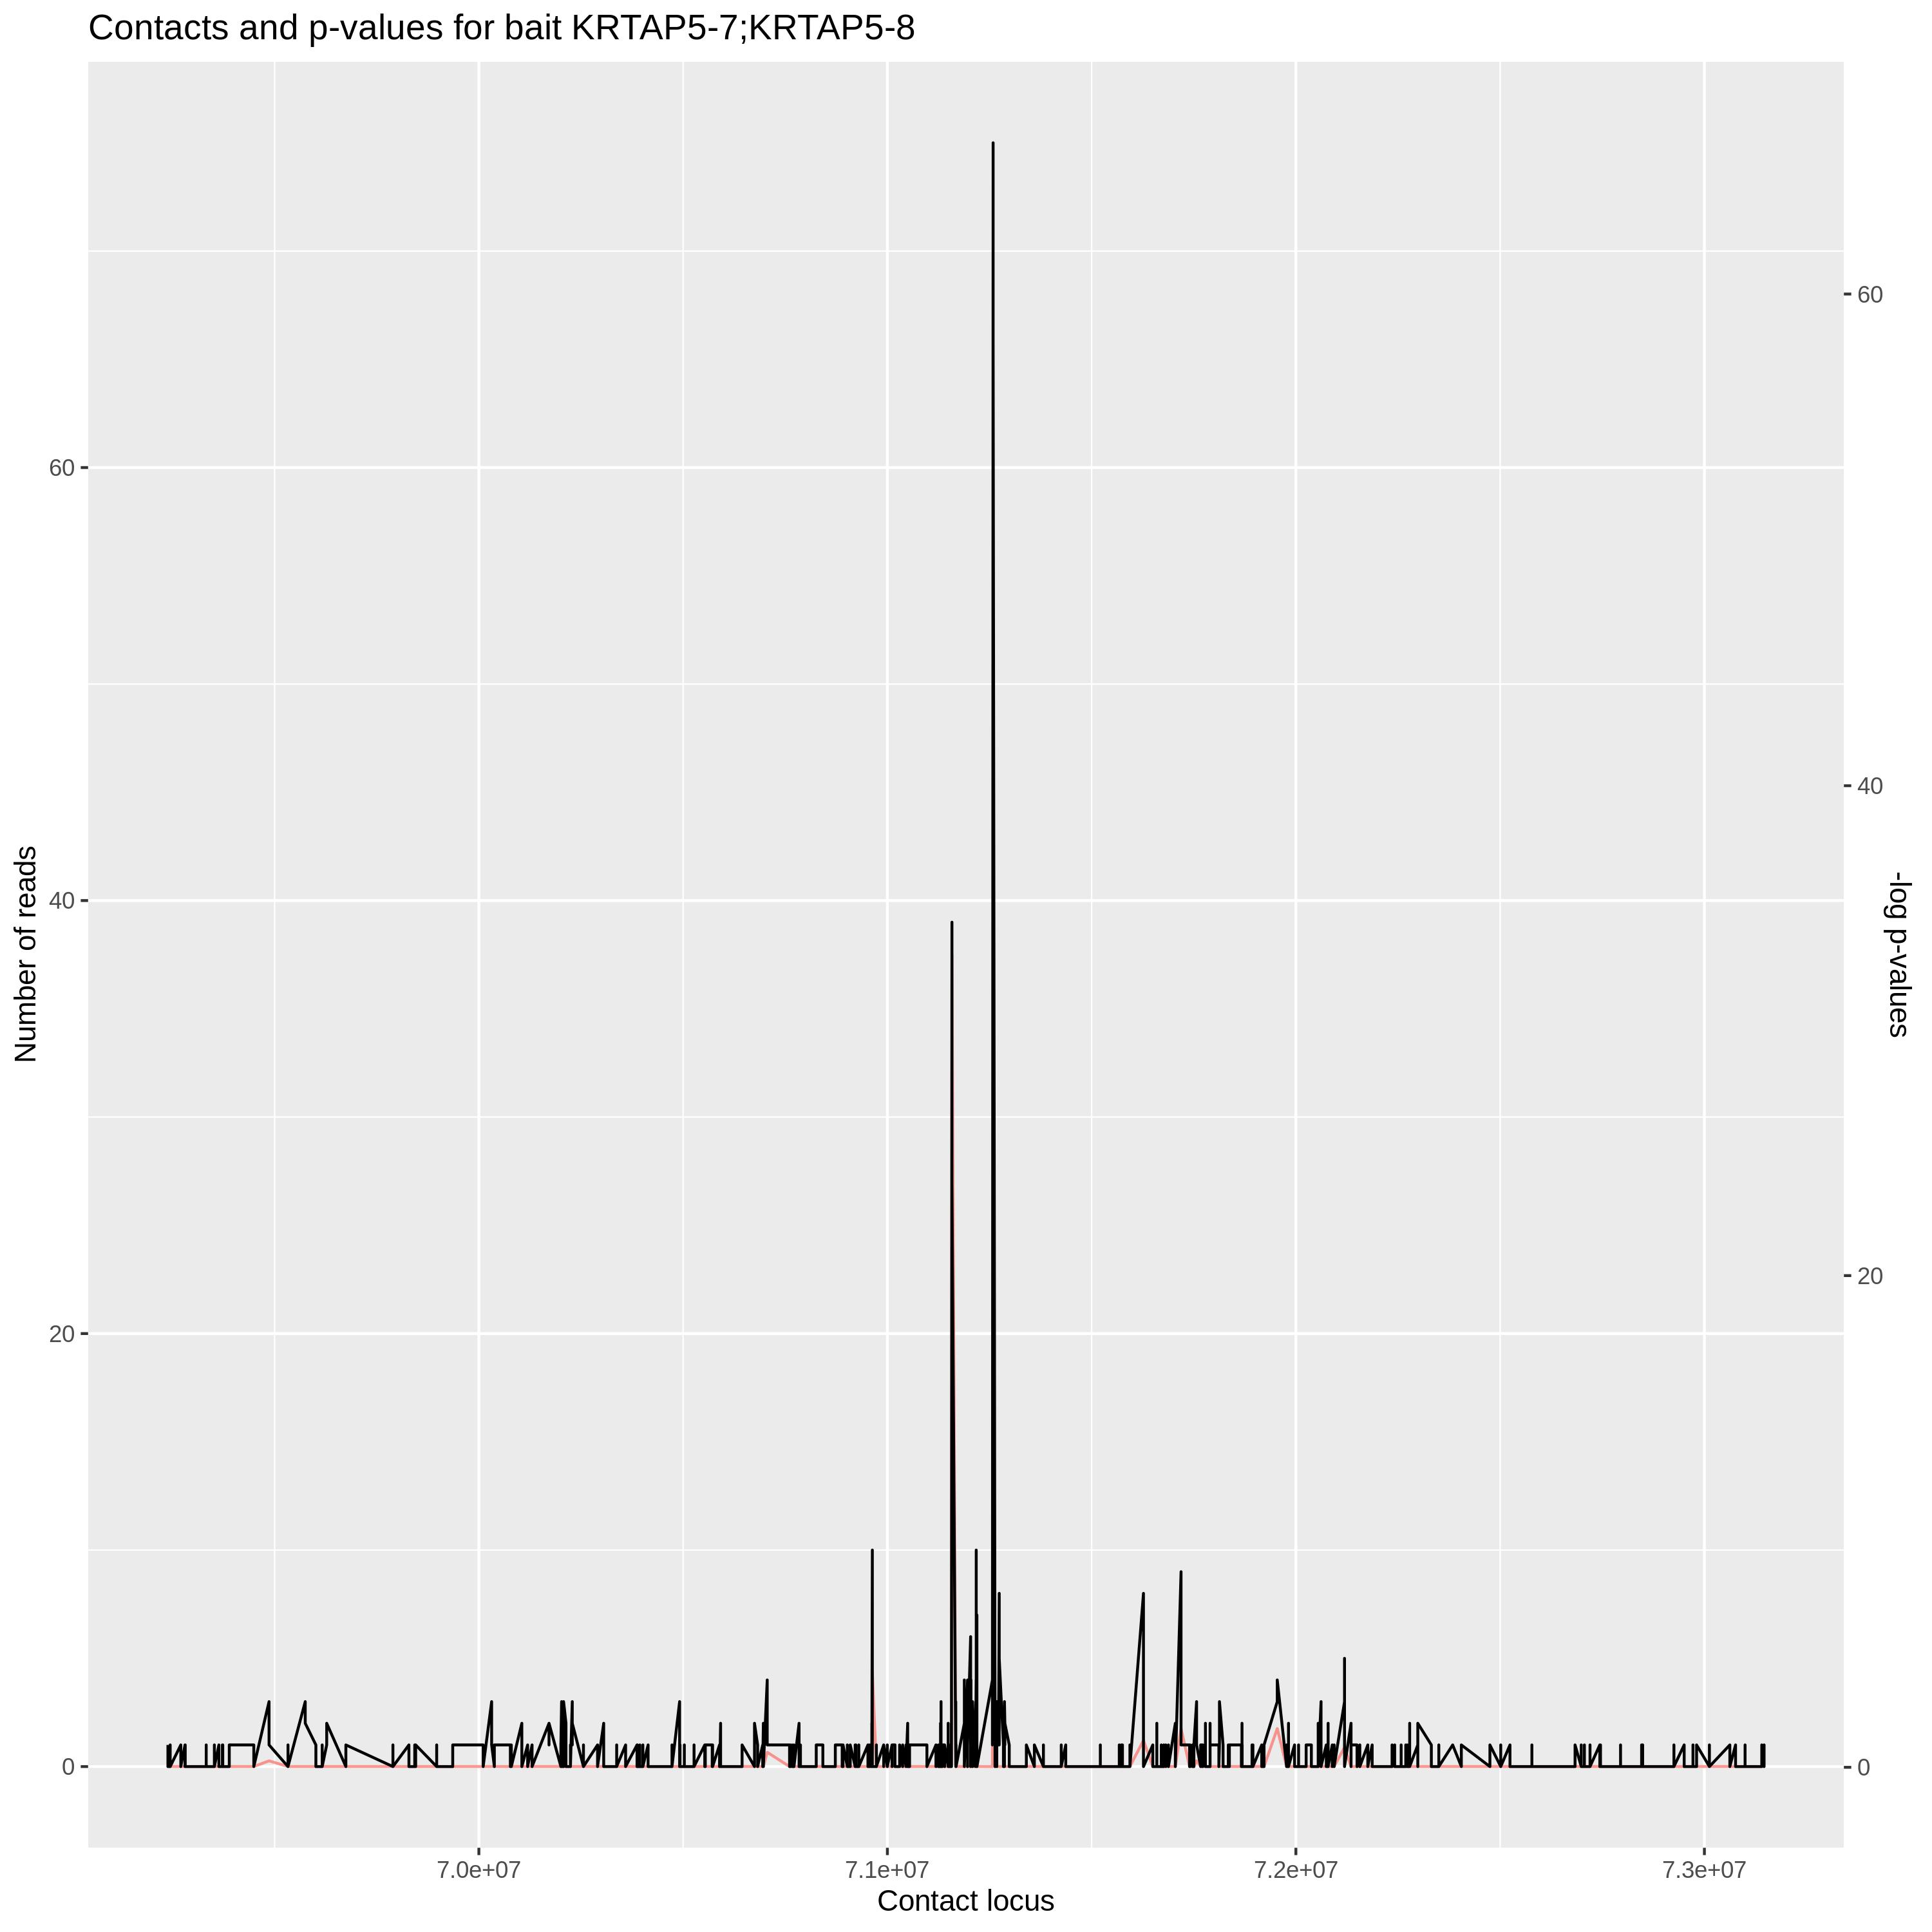 Contacts and p-values for bait KRTAP5-7;KRTAP5-8
60
40
20
0
Number of reads
60
40
20
0
-log p-values
7.0e+07 7.1e+07 7.2e+07 7.3e+07
Contact locus